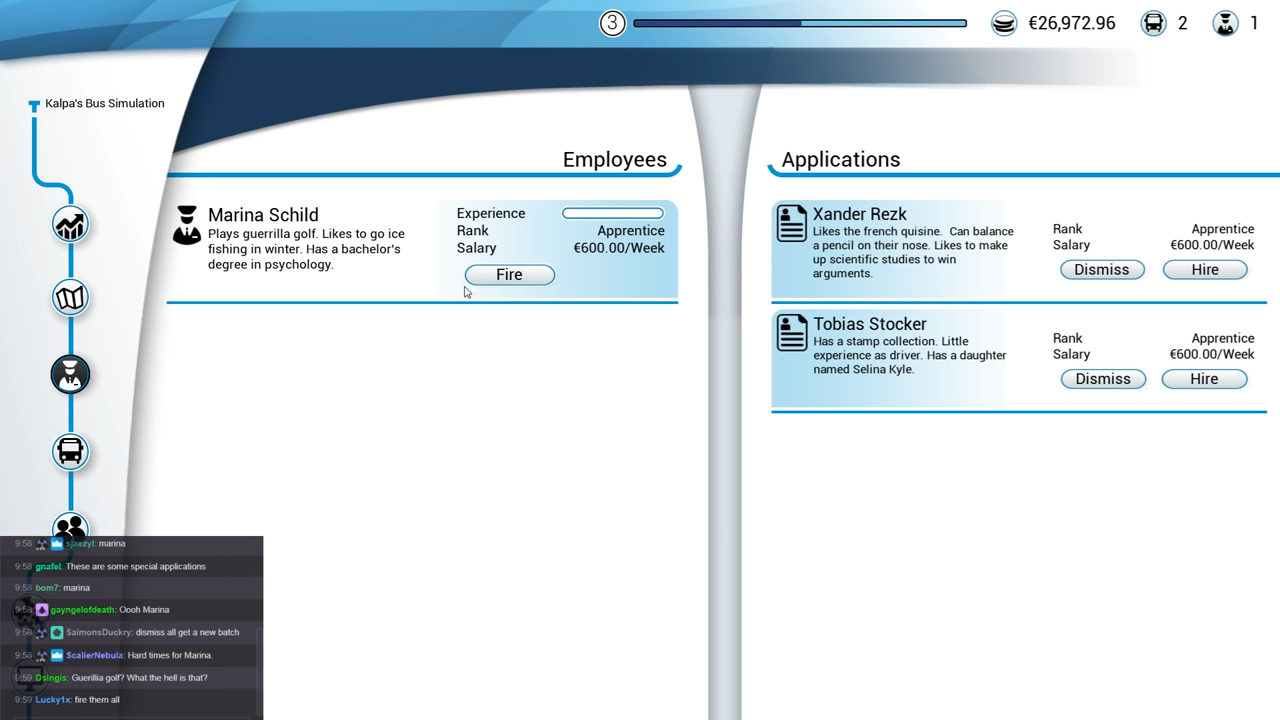 3
€26,972.96
2
1
Kalpa's Bus Simulation
Employees
Marina Schild
Plays guerrilla golf. Likes to go ice
fishing in winter. Has a bachelor's
degree in psychology.
Experience
Rank Apprentice
Salary €600.00/Week
Fire
Applications
Xander Rezk
Likes the french quisine. Can balance
a pencil on their nose. Likes to make
up scientific studies to win
arguments.
Rank Apprentice
Salary €600.00/Week
Dismiss Hire
Tobias Stocker
Has a stamp collection. Little
experience as driver. Has a daughter
named Selina Kyle.
Rank Apprentice
Salary €600.00/Week
Dismiss Hire
9:58 marina
9:58 gnafel: These are some special applications
9:58 bom7: marina
9:58 gayngelofdeath: Oooh Marina
9:58 SaimonsDuckry: dismiss all get a new batch
9:58 ScalierNebula: Hard times for Marina.
9:59 Dsingis: Guerillia golf? What the hell is that?
9:59 Lucky1x: fire them all